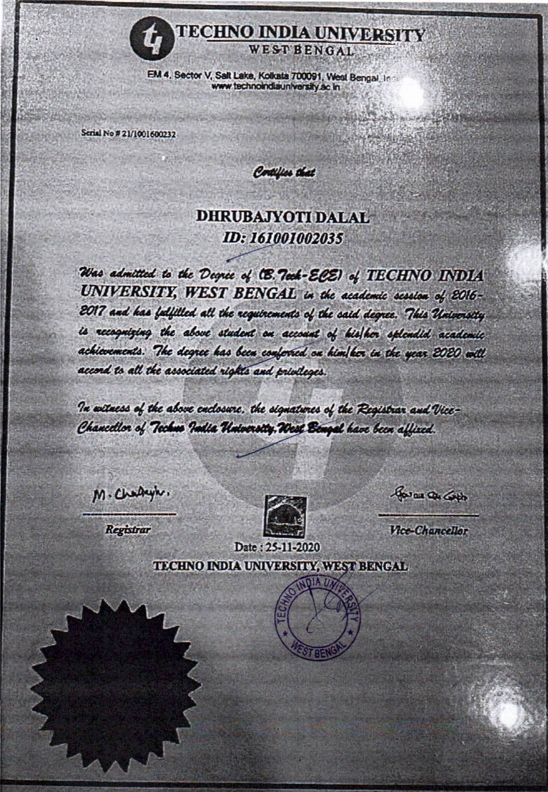 TECHNO INDIA UNIVERSITY
WEST BENGAL
EM 4, Sector V, Salt Lake, Kolkata 700091, West Bengal,
www.technoindiauniversity.ac.in
Serial No # 21/1001600232
Certifies that
DHRUBAJYOTI DALAL
ID: 161001002035
Was admitted to the Degree of (B. Tech-ECE) of TECHNO INDIA
UNIVERSITY, WEST BENGAL in the academic session of 2016-
2017 and has fulfilled all the requirements of the said degree. This University
is recognizing the above student on account of his/her splendid academic
achievements. The degree has been conferred on him/her in the year 2020 will
accord to all the associated rights and privileges.
In witness of the above enclosure, the signatures of the Registrar and Vice-
Chancellor of Techno India University, West Bengal have been affixed.
Registrar
Vice-Chancellor
Date : 25-11-2020
TECHNO INDIA UNIVERSITY, WEST BENGAL
TECHNO INDIA UNIVERSITY
★ WEST BENGAL ★